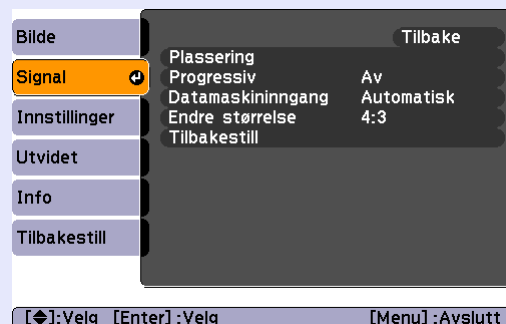 Bilde
Signal
Innstillinger
Utvidet
Info
Tilbakestill
Tilbake
Plassering
Progressiv Av
Datamaskininngang Automatisk
Endre størrelse 4:3
Tilbakestill
[◆]:Velg [Enter]:Velg [Menu]:Avslutt